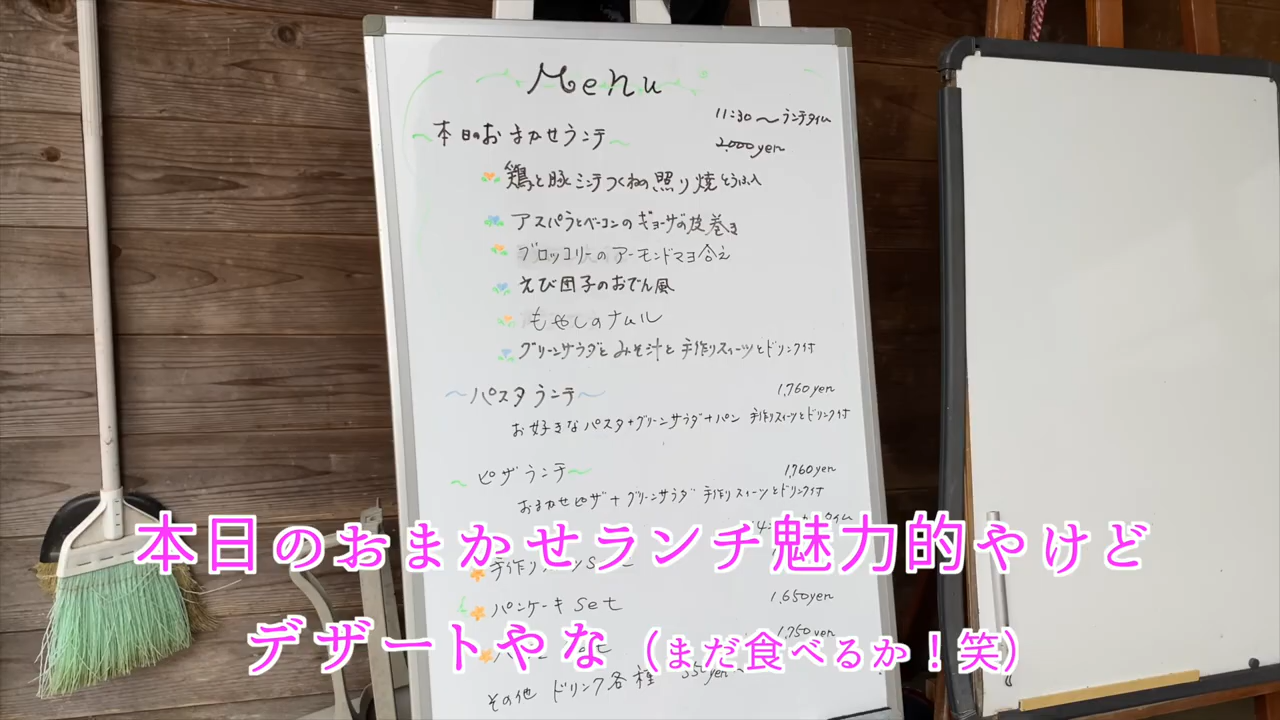 Menu
11:30～ランチタイム
本日のおまかせランチ
2,000yen
鶏と豚ミンチつくねの照り焼とうふ入
アスパラとベーコンのギョーザの皮巻き
ブロッコリーのアーモンドマヨ合え
えび団子のおでん風
もやしのナムル
グリーンサラダとみそ汁と手作りスイーツとドリンク付
～パスタランチ～
1,760yen
お好きなパスタ+グリーンサラダ+パン 手作りスイーツとドリンク付
～ピザランチ～
1,760yen
おまかせピザ+グリーンサラダ 手作りスイーツとドリンク付
本日のおまかせランチ魅力的やけど
手作り
パンケーキ set
1,650yen
1,750yen
デザートやな（まだ食べるか！笑）
その他 ドリンク各種 550yen～